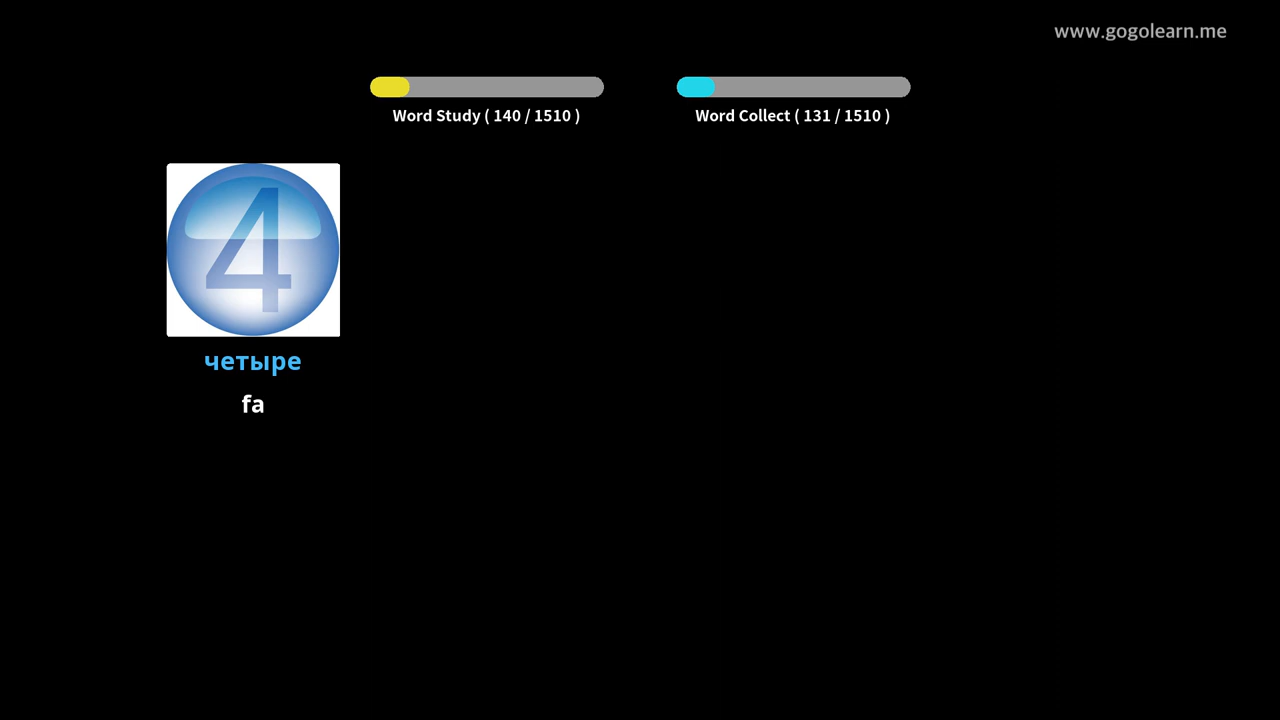 www.gogolearn.me
Word Study ( 140 / 1510 )
Word Collect ( 131 / 1510 )
4
четыре
fa